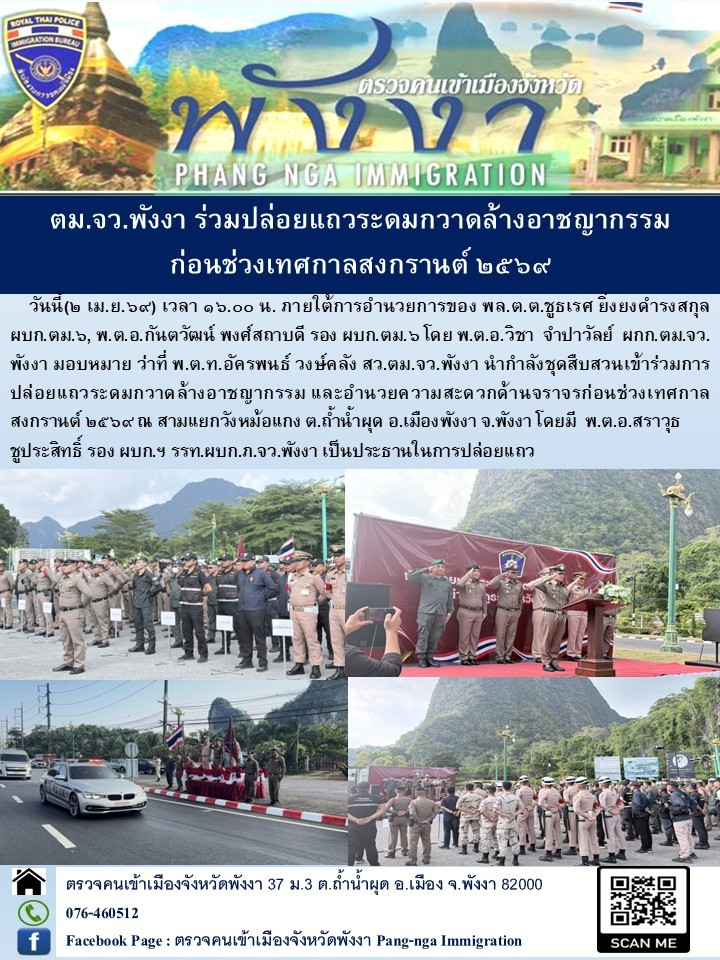 ROYAL THAI POLICE
IMMIGRATION BUREAU
ตรวจคนเข้าเมืองจังหวัด
พังงา
PHANG NGA IMMIGRATION
ตม.จว.พังงา ร่วมปล่อยแถวระดมกวาดล้างอาชญากรรม
ก่อนช่วงเทศกาลสงกรานต์ ๒๕๖๙
วันนี้(๒ เม.ย.๖๙) เวลา ๑๖.๐๐ น. ภายใต้การอำนวยการของ พล.ต.ต.ชูธเรศ ยิ่งยงดำรงสกุล
ผบก.ตม.๖, พ.ต.อ.กันตวัฒน์ พงศ์สถาบดี รอง ผบก.ตม.๖ โดย พ.ต.อ.วิชา จำปาวัลย์ ผกก.ตม.จว.
พังงา มอบหมาย ว่าที่ พ.ต.ท.อัครพนธ์ วงษ์คลัง สว.ตม.จว.พังงา นำกำลังชุดสืบสวนเข้าร่วมการ
ปล่อยแถวระดมกวาดล้างอาชญากรรม และอำนวยความสะดวกด้านจราจรก่อนช่วงเทศกาล
สงกรานต์ ๒๕๖๙ ณ สามแยกวังหม้อแกง ต.ถ้ำน้ำผุด อ.เมืองพังงา จ.พังงา โดยมี พ.ต.อ.สราวุธ
ชูประสิทธิ์ รอง ผบก.ฯ รรท.ผบก.ภ.จว.พังงา เป็นประธานในการปล่อยแถว
ตรวจคนเข้าเมืองจังหวัดพังงา 37 ม.3 ต.ถ้ำน้ำผุด อ.เมือง จ.พังงา 82000
076-460512
Facebook Page : ตรวจคนเข้าเมืองจังหวัดพังงา Pang-nga Immigration
SCAN ME